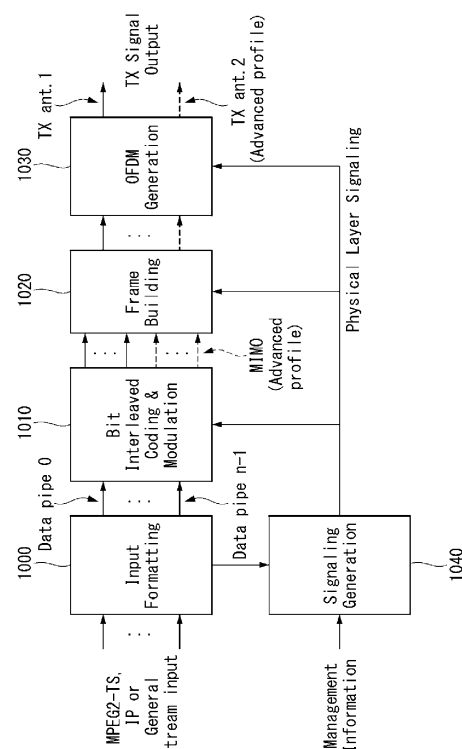 MPEG2-TS,
IP or
General
tream input
1000
Input
Formatting
Data pipe 0
Data pipe n-1
1010
Bit
Interleaved
Coding &
Modulation
MIMO
(Advanced
profile)
1020
Frame
Building
1030
OFDM
Generation
TX ant.1
TX Signal
Output
TX ant.2
(Advanced profile)
Management
Information
Signaling
Generation
1040
Physical Layer Signaling